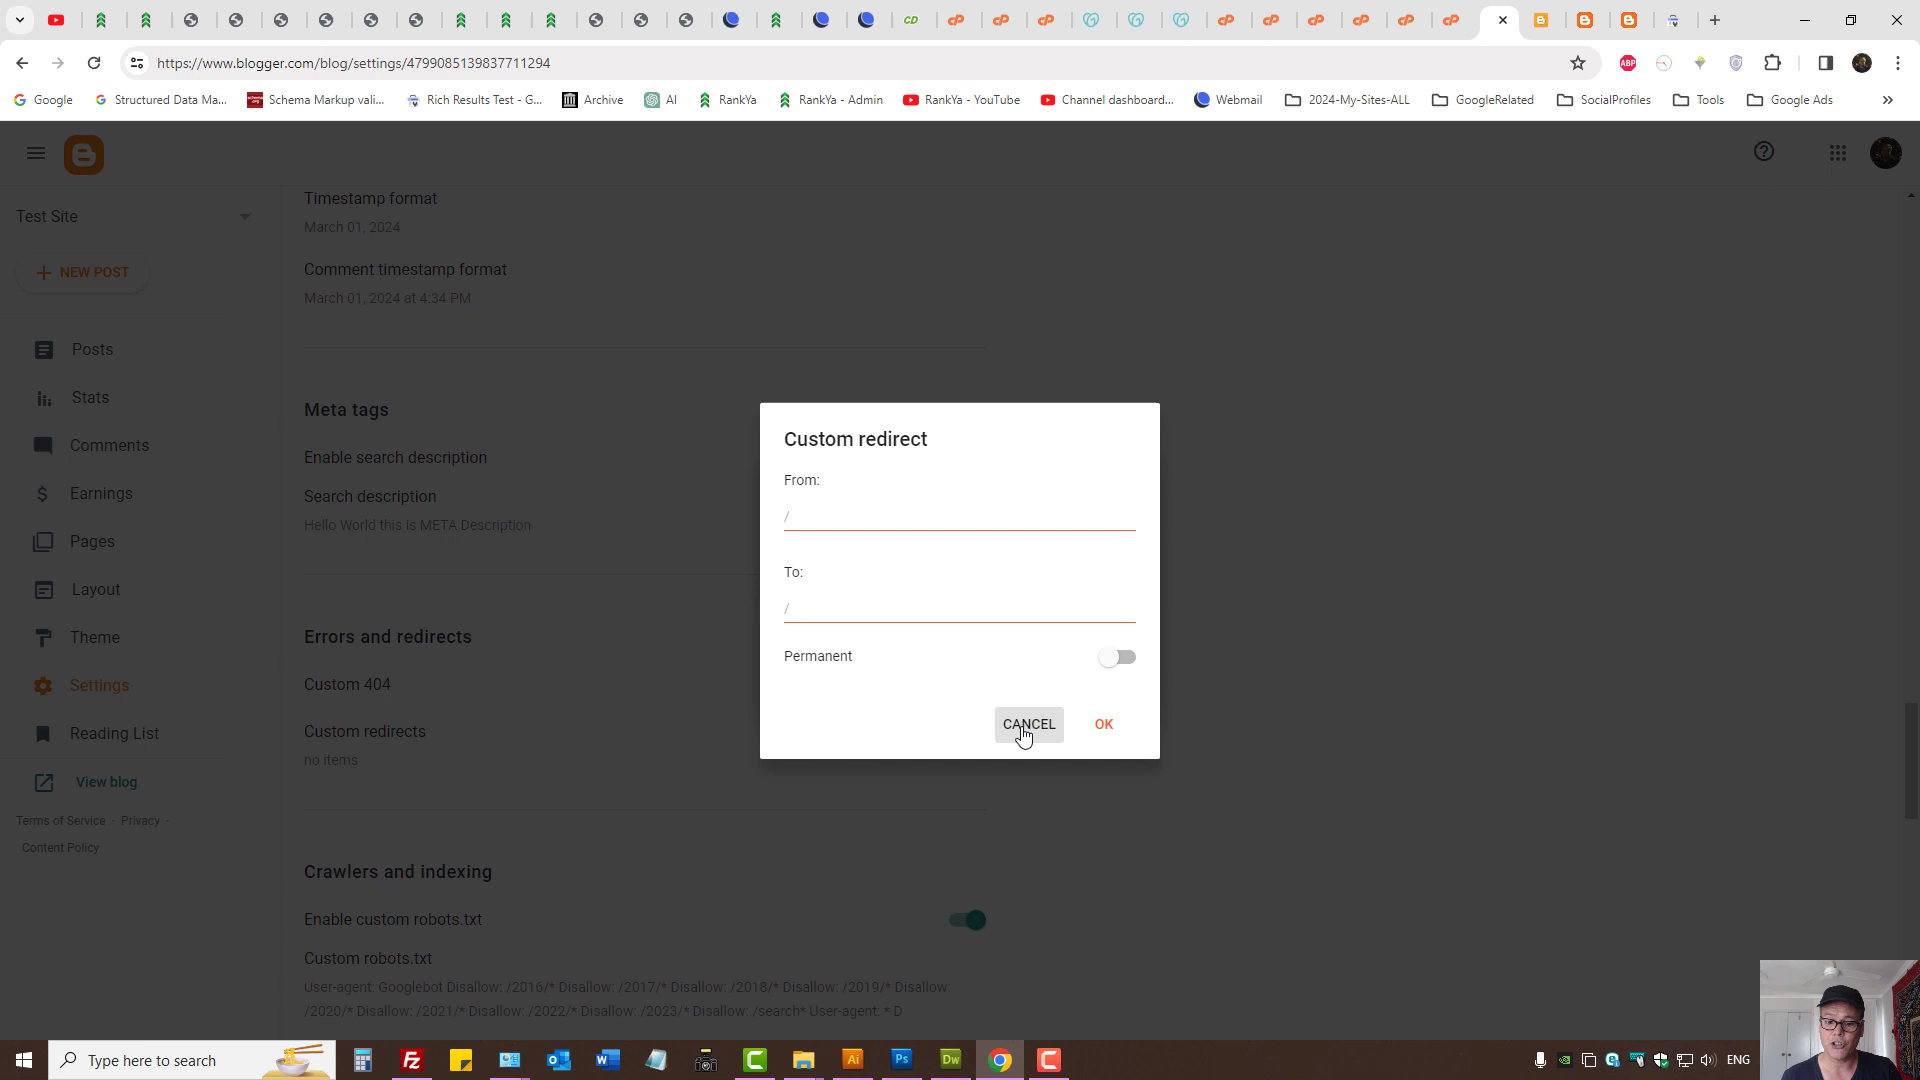 https://www.blogger.com/blog/settings/4799085139837711294
Google
Structured Data Ma...
Schema Markup vali...
Rich Results Test - G...
Archive
AI
RankYa
RankYa - Admin
RankYa - YouTube
Channel dashboard...
Webmail
2024-My-Sites-ALL
GoogleRelated
SocialProfiles
Tools
Google Ads
Test Site
NEW POST
Posts
Stats
Comments
Earnings
Pages
Layout
Theme
Settings
Reading List
View blog
Terms of Service · Privacy ·
Content Policy
Timestamp format
March 01, 2024
Comment timestamp format
March 01, 2024 at 4:34 PM
Meta tags
Enable search description
Search description
Hello World this is META Description
Errors and redirects
Custom 404
Custom redirects
no items
Crawlers and indexing
Enable custom robots.txt
Custom robots.txt
User-agent: Googlebot Disallow: /2016/* Disallow: /2017/* Disallow: /2018/* Disallow: /2019/* Disallow:
/2020/* Disallow: /2021/* Disallow: /2022/* Disallow: /2023/* Disallow: /search* User-agent: * D
Custom redirect
From:
/
To:
/
Permanent
CANCEL
OK
Type here to search
ENG